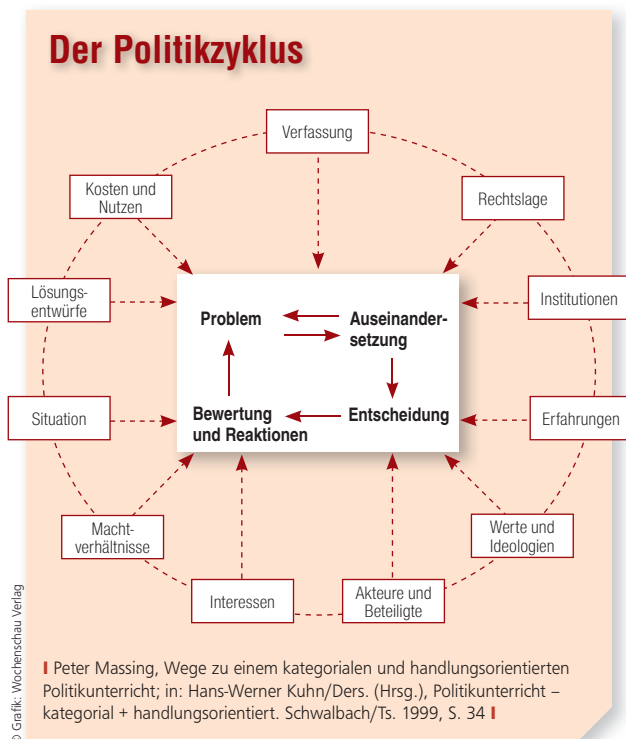 Der Politikzyklus
Verfassung
Kosten und
Nutzen
Rechtslage
Lösungs-
entwürfe
Institutionen
Problem
Auseinander-
setzung
Situation
Bewertung
und Reaktionen
Entscheidung
Erfahrungen
Macht-
verhältnisse
Werte und
Ideologien
Interessen
Akteure und
Beteiligte
Peter Massing, Wege zu einem kategorialen und handlungsorientierten
Politikunterricht; in: Hans-Werner Kuhn/Ders. (Hrsg.), Politikunterricht –
kategorial + handlungsorientiert. Schwalbach/Ts. 1999, S. 34
© Grafik: Wochenschau Verlag